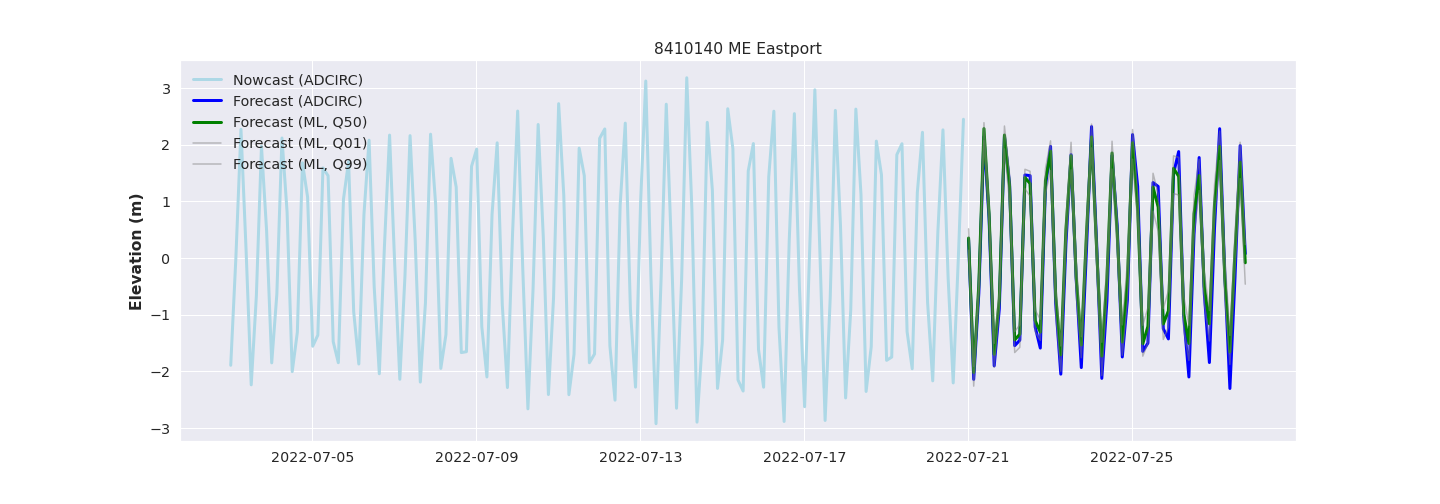 8410140 ME Eastport
Nowcast (ADCIRC)
Forecast (ADCIRC)
Forecast (ML, Q50)
Forecast (ML, Q01)
Forecast (ML, Q99)
Elevation (m)
3
2
1
0
−1
−2
−3
2022-07-05 2022-07-09 2022-07-13 2022-07-17 2022-07-21 2022-07-25